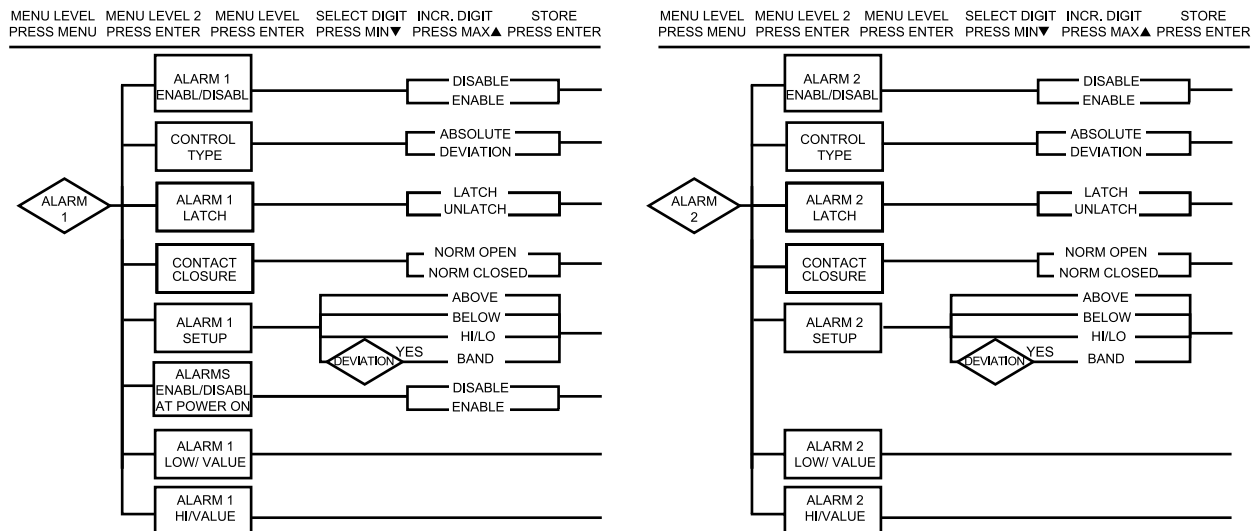 MENU LEVEL MENU LEVEL 2 MENU LEVEL SELECT DIGIT INCR. DIGIT STORE
PRESS MENU PRESS ENTER PRESS ENTER PRESS MIN▼ PRESS MAX▲ PRESS ENTER
ALARM
1
ALARM 1
ENABL/DISABL
DISABLE
ENABLE
CONTROL
TYPE
ABSOLUTE
DEVIATION
ALARM 1
LATCH
LATCH
UNLATCH
CONTACT
CLOSURE
NORM OPEN
NORM CLOSED
ALARM 1
SETUP
ABOVE
BELOW
HI/LO
DEVIATION
YES
BAND
ALARMS
ENABL/DISABL
AT POWER ON
DISABLE
ENABLE
ALARM 1
LOW/ VALUE
ALARM 1
HI/VALUE
MENU LEVEL MENU LEVEL 2 MENU LEVEL SELECT DIGIT INCR. DIGIT STORE
PRESS MENU PRESS ENTER PRESS ENTER PRESS MIN▼ PRESS MAX▲ PRESS ENTER
ALARM
2
ALARM 2
ENABL/DISABL
DISABLE
ENABLE
CONTROL
TYPE
ABSOLUTE
DEVIATION
ALARM 2
LATCH
LATCH
UNLATCH
CONTACT
CLOSURE
NORM OPEN
NORM CLOSED
ALARM 2
SETUP
ABOVE
BELOW
HI/LO
DEVIATION
YES
BAND
ALARM 2
LOW/ VALUE
ALARM 2
HI/VALUE